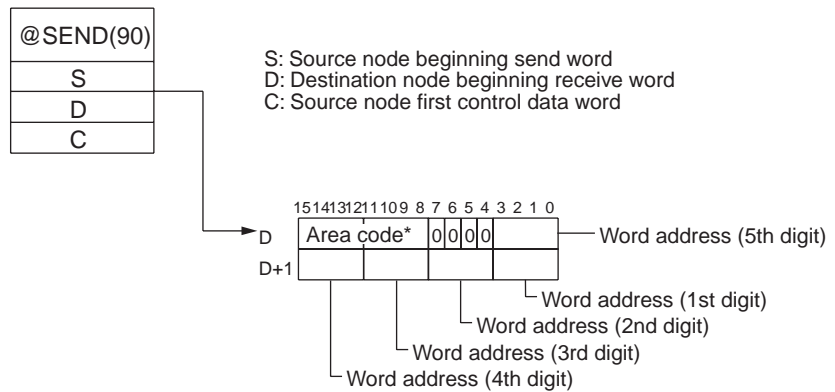 @SEND(90)
S
D
C
S: Source node beginning send word
D: Destination node beginning receive word
C: Source node first control data word
15 14 13 12 11 10 9 8 7 6 5 4 3 2 1 0
D Area code* 0 0 0 0 Word address (5th digit)
D+1
Word address (1st digit)
Word address (2nd digit)
Word address (3rd digit)
Word address (4th digit)